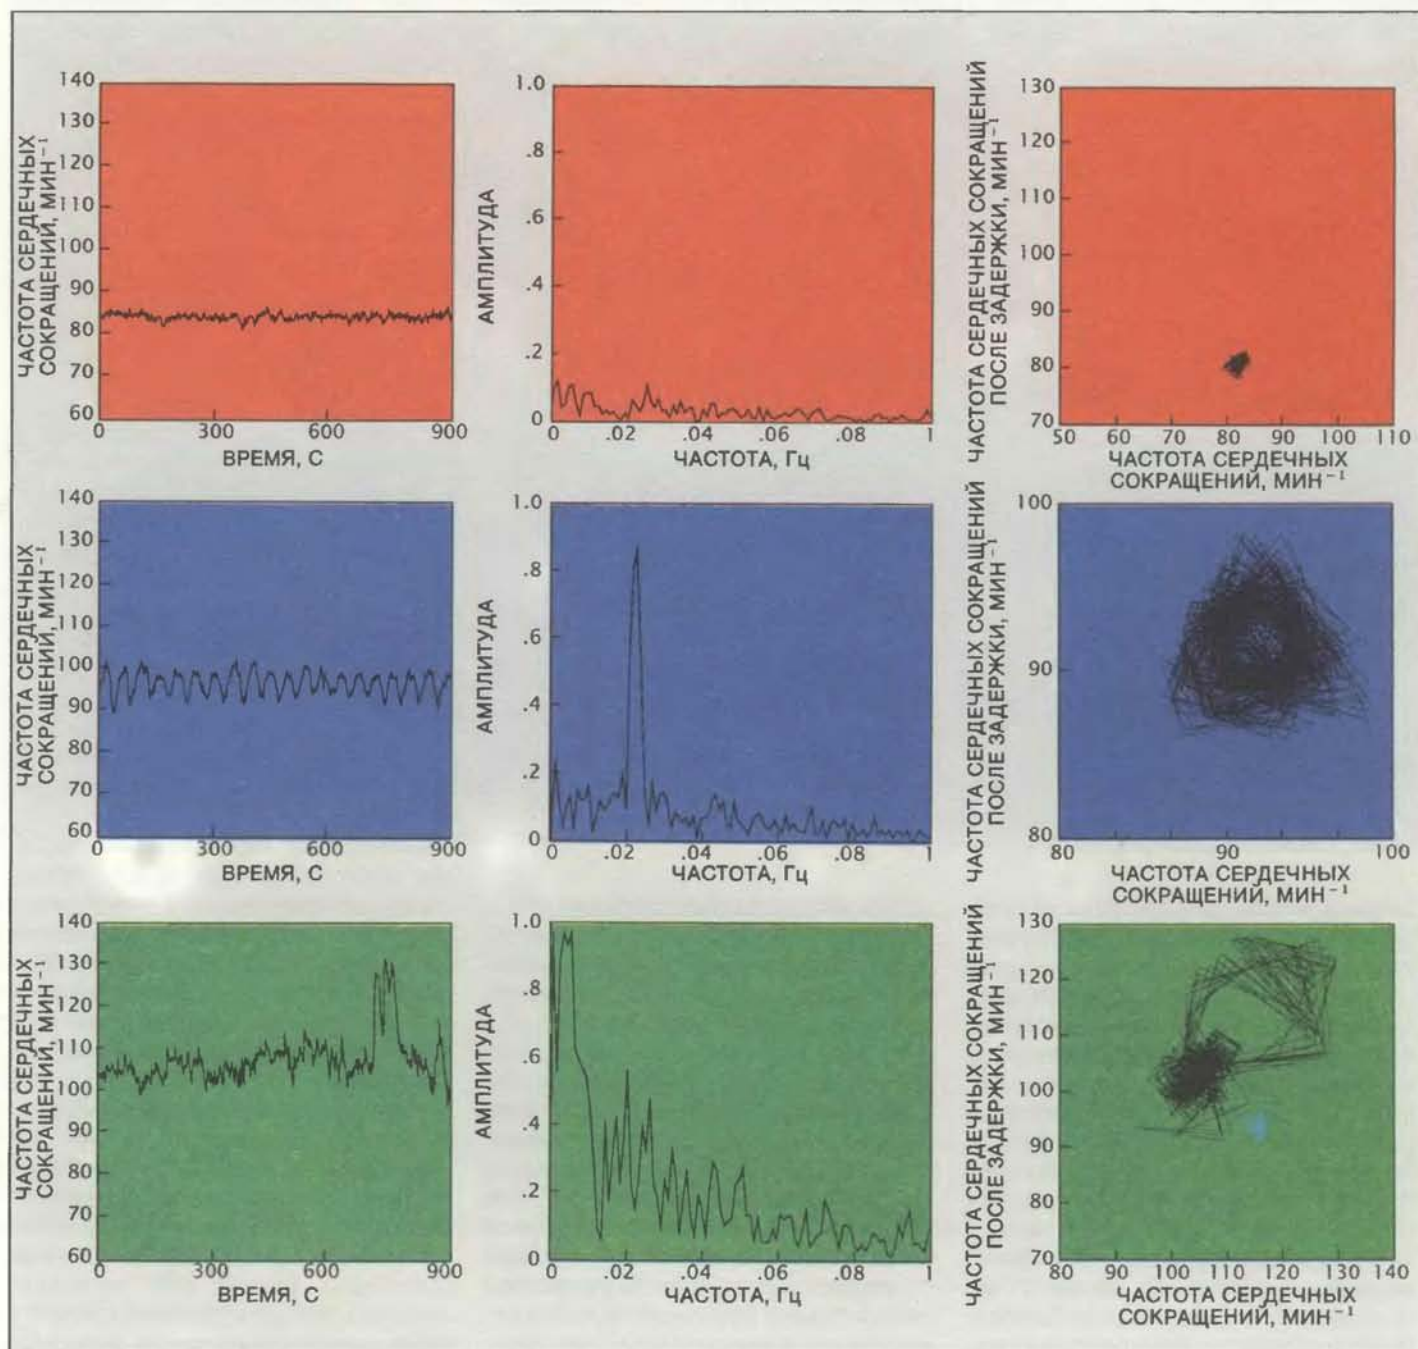 ЧАСТОТА СЕРДЕЧНЫХ
СОКРАЩЕНИЙ, МИН⁻¹
140
130
120
110
100
90
80
70
60
0 300 600 900
ВРЕМЯ, С
АМПЛИТУДА
1.0
.8
.6
.4
.2
0
0 .02 .04 .06 .08 1
ЧАСТОТА, Гц
ЧАСТОТА СЕРДЕЧНЫХ СОКРАЩЕНИЙ
ПОСЛЕ ЗАДЕРЖКИ, МИН⁻¹
130
120
110
100
90
80
70
50 60 70 80 90 100 110
ЧАСТОТА СЕРДЕЧНЫХ
СОКРАЩЕНИЙ, МИН⁻¹
ЧАСТОТА СЕРДЕЧНЫХ
СОКРАЩЕНИЙ, МИН⁻¹
140
130
120
110
100
90
80
70
60
0 300 600 900
ВРЕМЯ, С
АМПЛИТУДА
1.0
.8
.6
.4
.2
0
0 .02 .04 .06 .08 1
ЧАСТОТА, Гц
ЧАСТОТА СЕРДЕЧНЫХ СОКРАЩЕНИЙ
ПОСЛЕ ЗАДЕРЖКИ, МИН⁻¹
100
90
80
80 90 100
ЧАСТОТА СЕРДЕЧНЫХ
СОКРАЩЕНИЙ, МИН⁻¹
ЧАСТОТА СЕРДЕЧНЫХ
СОКРАЩЕНИЙ, МИН⁻¹
140
130
120
110
100
90
80
70
60
0 300 600 900
ВРЕМЯ, С
АМПЛИТУДА
1.0
.8
.6
.4
.2
0
0 .02 .04 .06 .08 1
ЧАСТОТА, Гц
ЧАСТОТА СЕРДЕЧНЫХ СОКРАЩЕНИЙ
ПОСЛЕ ЗАДЕРЖКИ, МИН⁻¹
130
120
110
100
90
80
70
80 90 100 110 120 130 140
ЧАСТОТА СЕРДЕЧНЫХ
СОКРАЩЕНИЙ, МИН⁻¹